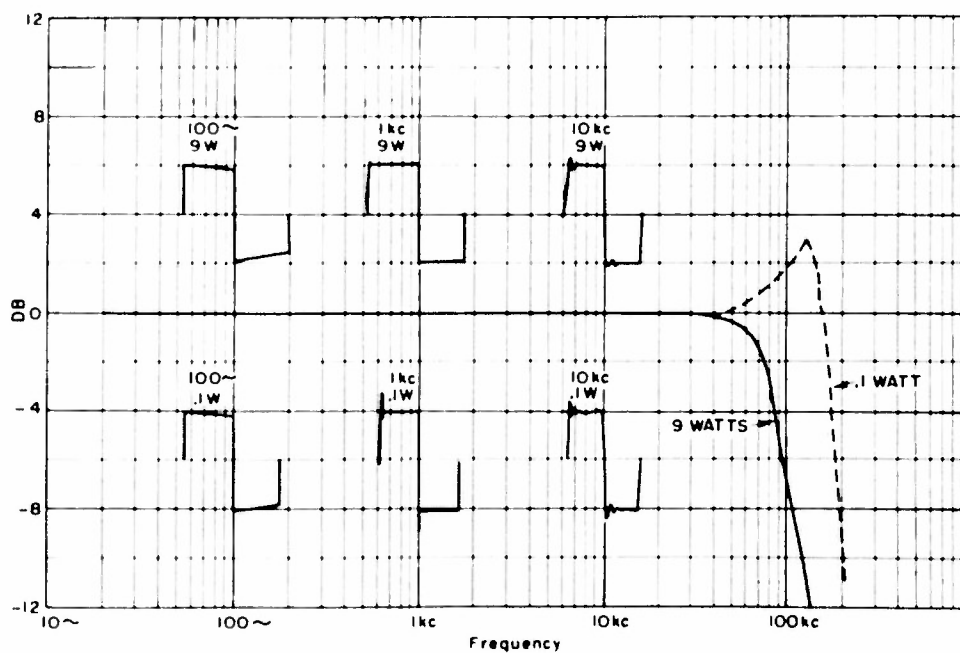 12
8
100~
9W
1kc
9W
10kc
9W
4
DB
0
100~
.1W
1kc
.1W
10kc
.1W
.1 WATT
-4
9 WATTS
-8
-12
10~
100~
1kc
10kc
100kc
Frequency